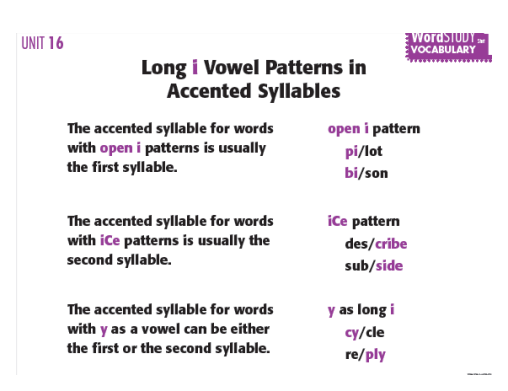 UNIT 16
WordSTUDY
VOCABULARY
Long i Vowel Patterns in
Accented Syllables
The accented syllable for words
with open i patterns is usually
the first syllable.
open i pattern
pi/lot
bi/son
The accented syllable for words
with iCe patterns is usually the
second syllable.
iCe pattern
des/cribe
sub/side
The accented syllable for words
with y as a vowel can be either
the first or the second syllable.
y as long i
cy/cle
re/ply